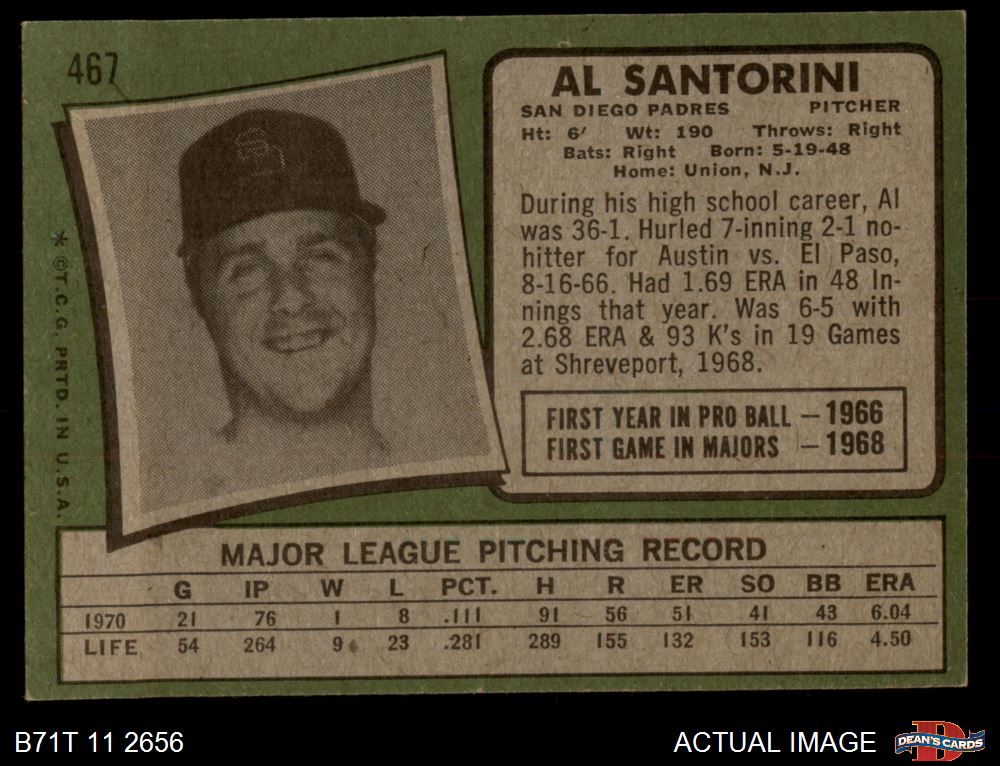 467
AL SANTORINI
SAN DIEGO PADRES PITCHER
Ht: 6' Wt: 190 Throws: Right
Bats: Right Born: 5-19-48
Home: Union, N.J.
During his high school career, Al
was 36-1. Hurled 7-inning 2-1 no-
hitter for Austin vs. El Paso,
8-16-66. Had 1.69 ERA in 48 In-
nings that year. Was 6-5 with
2.68 ERA & 93 K's in 19 Games
at Shreveport, 1968.
FIRST YEAR IN PRO BALL — 1966
FIRST GAME IN MAJORS — 1968
SD
* © T.C.G. PRTD. IN U.S.A.
MAJOR LEAGUE PITCHING RECORD
G IP W L PCT. H R ER SO BB ERA
1970 21 76 1 8 .111 91 56 51 41 43 6.04
LIFE 54 264 9 23 .281 289 155 132 153 116 4.50
B71T 11 2656
ACTUAL IMAGE
D
DEAN'S CARDS